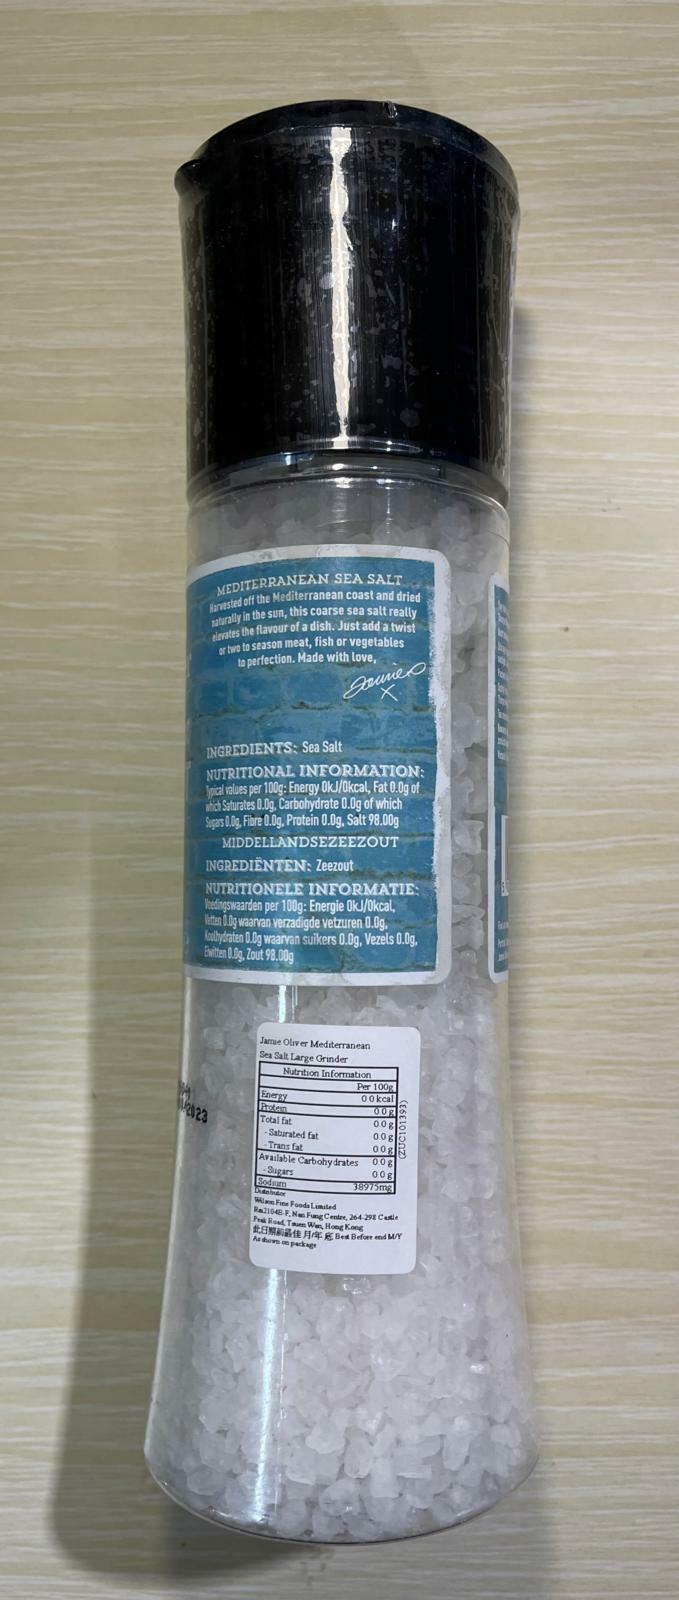 MEDITERRANEAN SEA SALT
Harvested off the Mediterranean coast and dried
naturally in the sun, this coarse sea salt really
elevates the flavour of a dish. Just add a twist
or two to season meat, fish or vegetables
to perfection. Made with love,
Jamie O
X
INGREDIENTS: Sea Salt
NUTRITIONAL INFORMATION:
Typical values per 100g: Energy 0kJ/0kcal, Fat 0.0g of
which Saturates 0.0g, Carbohydrate 0.0g of which
Sugars 0.0g, Fibre 0.0g, Protein 0.0g, Salt 98.00g
MIDDELLANDSEZEEZOUT
INGREDIËNTEN: Zeezout
NUTRITIONELE INFORMATIE:
Voedingswaarden per 100g: Energie 0kJ/0kcal,
Vetten 0.0g waarvan verzadigde vetzuren 0.0g,
Koolhydraten 0.0g waarvan suikers 0.0g, Vezels 0.0g,
Eiwitten 0.0g, Zout 98.00g
Jamie Oliver Mediterranean
Sea Salt Large Grinder
Nutrition Information
Per 100g
Energy 0.0 kcal
Protein 0.0 g
Total fat 0.0 g
- Saturated fat 0.0 g
- Trans fat 0.0 g
Available Carbohydrates 0.0 g
- Sugars 0.0 g
Sodium 38975mg
(ZUC101393)
Distributor
Wilson Fine Foods Limited
Rm2104B-F, Nan Fung Centre, 264-298 Castle
Peak Road, Tsuen Wan, Hong Kong
此日期前最佳 月/年 底 Best Before end M/Y
As shown on package
2023